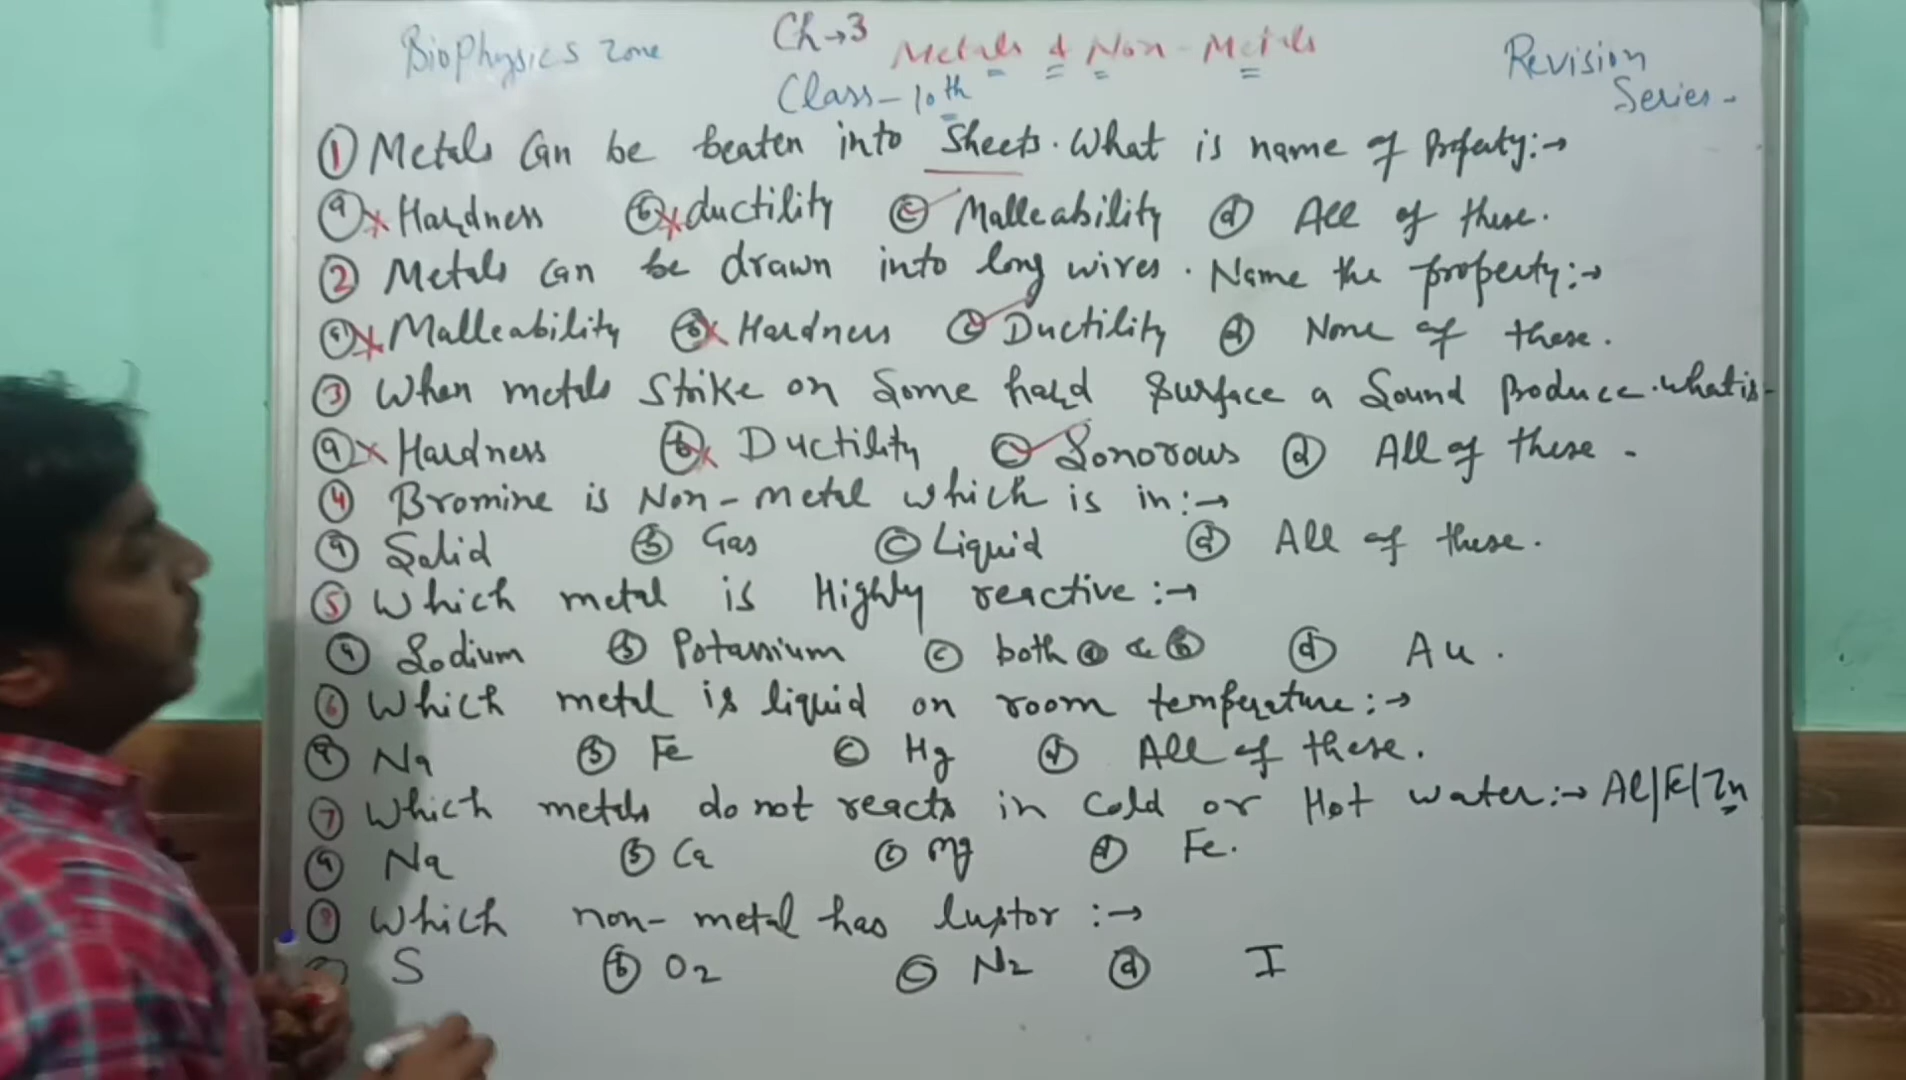 BioPhysics Zone
Ch→3
Metals & Non-Metals
Class-10th
Revision
Series-
① Metals Can be beaten into Sheets. What is name of Property:→
ⓐ Hardness ⓑ ductility ⓒ Malleability ⓓ All of these.
② Metals can be drawn into long wires. Name the property:→
ⓐ Malleability ⓑ Hardness ⓒ Ductility ⓓ None of these.
③ When metals Strike on Some hard Surface a Sound Produce. what is-
ⓐ Hardness ⓑ Ductility ⓒ Sonorous ⓓ All of these.
④ Bromine is Non-metal which is in:→
ⓐ Solid ⓑ Gas ⓒ Liquid ⓓ All of these.
⑤ Which metal is Highly reactive:→
ⓐ Sodium ⓑ Potassium ⓒ both ⓐ & ⓑ ⓓ Au.
⑥ Which metal is liquid on room temperature:→
ⓐ Na ⓑ Fe ⓒ Hg ⓓ All of these.
⑦ Which metals do not reacts in Cold or Hot water:→ Al/F/Zn
ⓐ Na ⓑ Ca ⓒ Mg ⓓ Fe.
⑧ Which non-metal has lustor:→
S ⓑ O2 ⓒ N2 ⓓ I